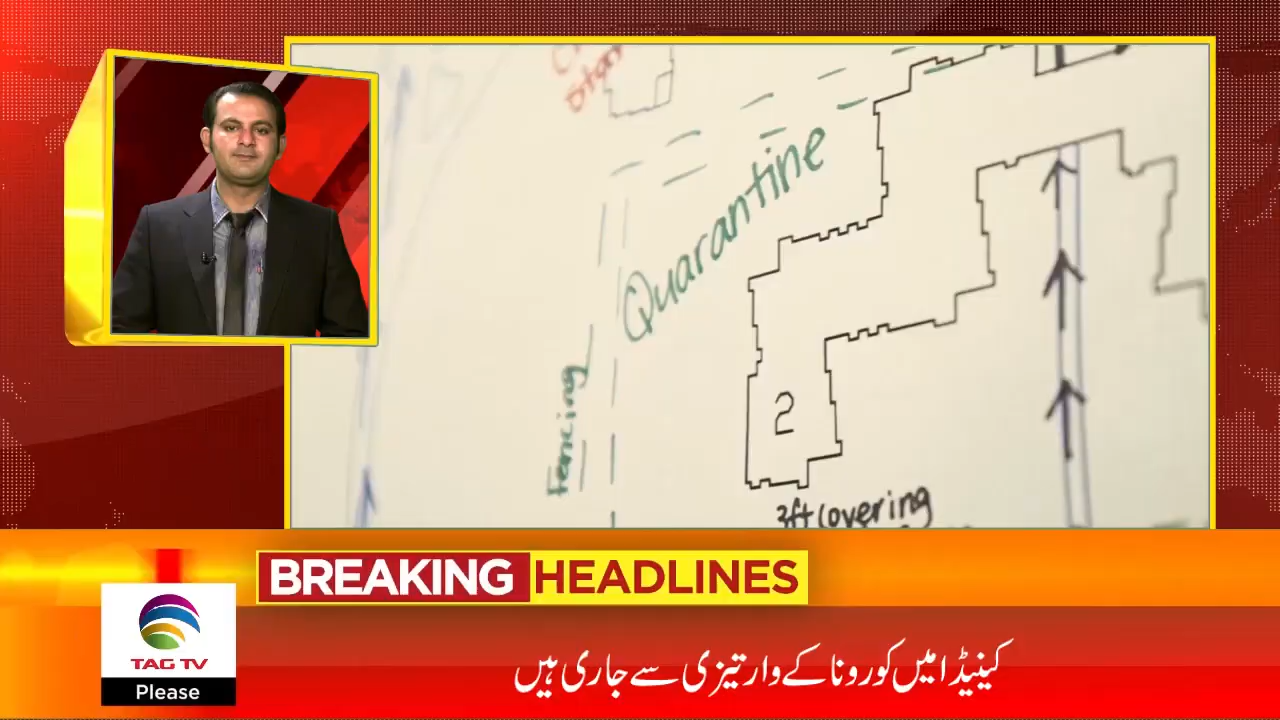 Quarantine
Fencing
2
3ft covering
BREAKING HEADLINES
TAG TV
Please
کینیڈا میں کورونا کے وار تیزی سے جاری ہیں